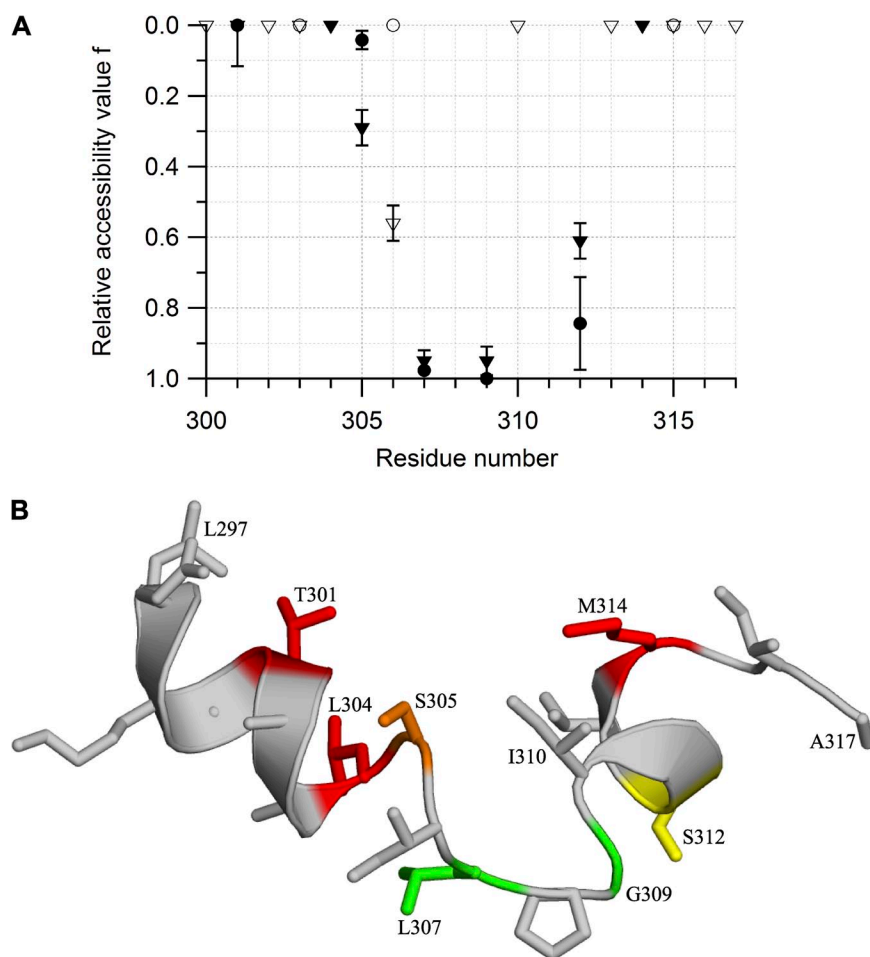 A
Relative accessibility value f
0.0
0.2
0.4
0.6
0.8
1.0
300
305
310
315
Residue number
B
L297
T301
M314
L304
S305
I310
A317
S312
G309
L307